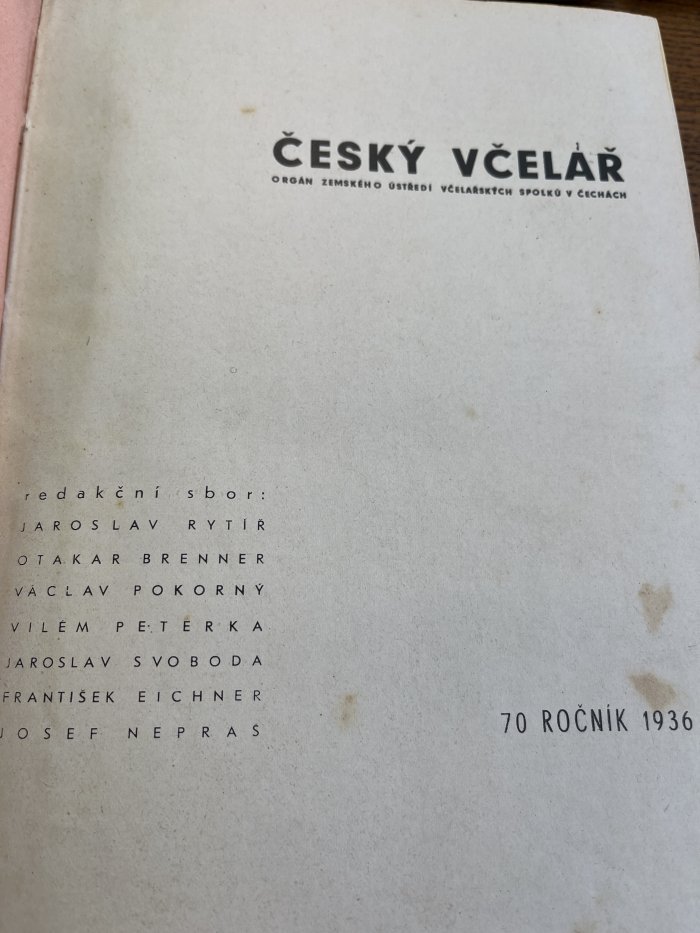 ČESKÝ VČELÁŘ
ORGÁN ZEMSKÉHO ÚSTŘEDÍ VČELAŘSKÝCH SPOLKŮ V ČECHÁCH
redakční sbor:
JAROSLAV RYTÍŘ
OTAKAR BRENNER
VÁCLAV POKORNÝ
VILÉM PETERKA
JAROSLAV SVOBODA
FRANTIŠEK EICHNER
JOSEF NEPRAŠ
70 ROČNÍK 1936